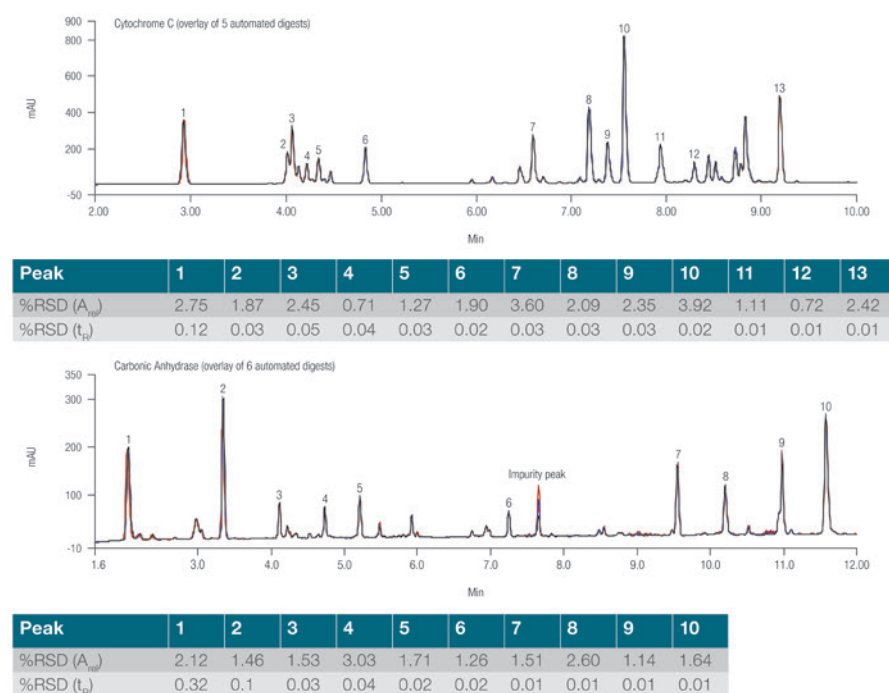 Cytochrome C (overlay of 5 automated digests)
900
800
600
400
200
-50
mAU
1
2
3
4
5
6
7
8
9
10
11
12
13
2.00 3.00 4.00 5.00 6.00 7.00 8.00 9.00 10.00
Min
Peak 1 2 3 4 5 6 7 8 9 10 11 12 13
%RSD (Arel) 2.75 1.87 2.45 0.71 1.27 1.90 3.60 2.09 2.35 3.92 1.11 0.72 2.42
%RSD (tR) 0.12 0.03 0.05 0.04 0.03 0.02 0.03 0.03 0.03 0.02 0.01 0.01 0.01
Carbonic Anhydrase (overlay of 6 automated digests)
350
300
200
100
-10
mAU
1
2
3
4
5
6
Impurity peak
7
8
9
10
1.6 3.0 4.0 5.0 6.0 7.0 8.0 9.0 10.0 11.0 12.00
Min
Peak 1 2 3 4 5 6 7 8 9 10
%RSD (Arel) 2.12 1.46 1.53 3.03 1.71 1.26 1.51 2.60 1.14 1.64
%RSD (tR) 0.32 0.1 0.03 0.04 0.02 0.02 0.01 0.01 0.01 0.01